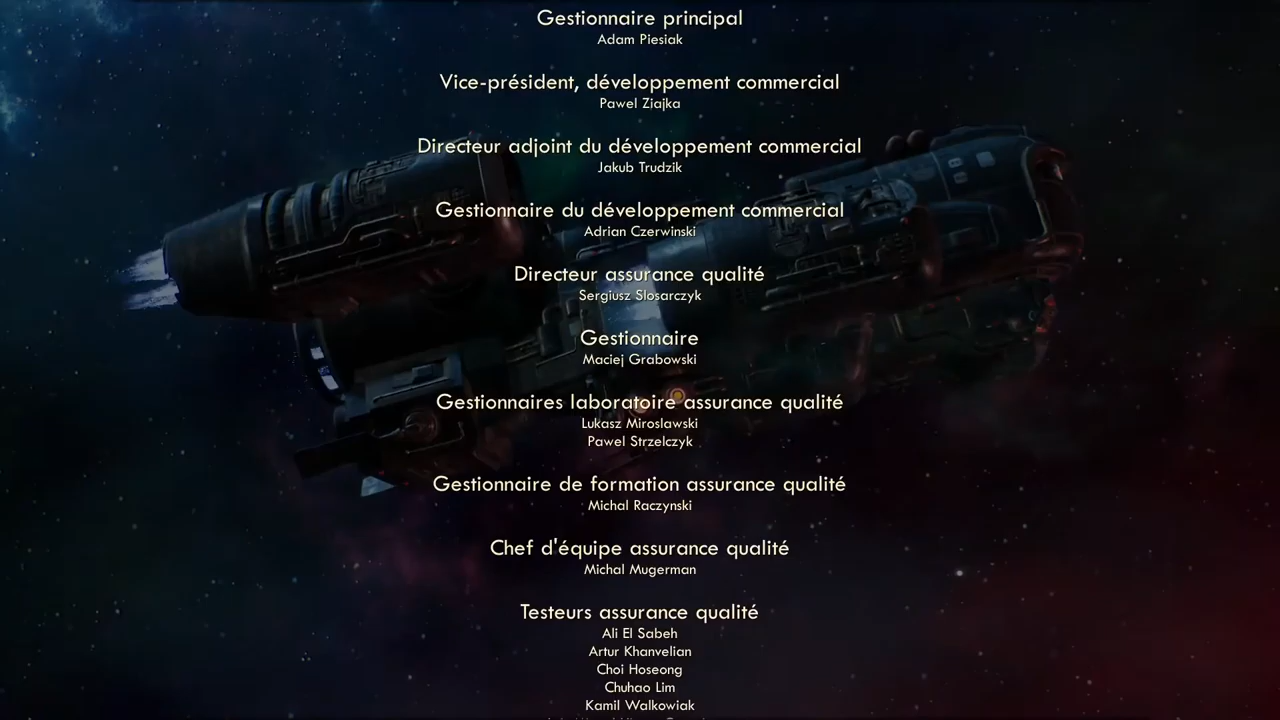 Gestionnaire principal
Adam Piesiak
Vice-président, développement commercial
Pawel Ziajka
Directeur adjoint du développement commercial
Jakub Trudzik
Gestionnaire du développement commercial
Adrian Czerwinski
Directeur assurance qualité
Sergiusz Slosarczyk
Gestionnaire
Maciej Grabowski
Gestionnaires laboratoire assurance qualité
Lukasz Miroslawski
Pawel Strzelczyk
Gestionnaire de formation assurance qualité
Michal Raczynski
Chef d'équipe assurance qualité
Michal Mugerman
Testeurs assurance qualité
Ali El Sabeh
Artur Khanvelian
Choi Hoseong
Chuhao Lim
Kamil Walkowiak